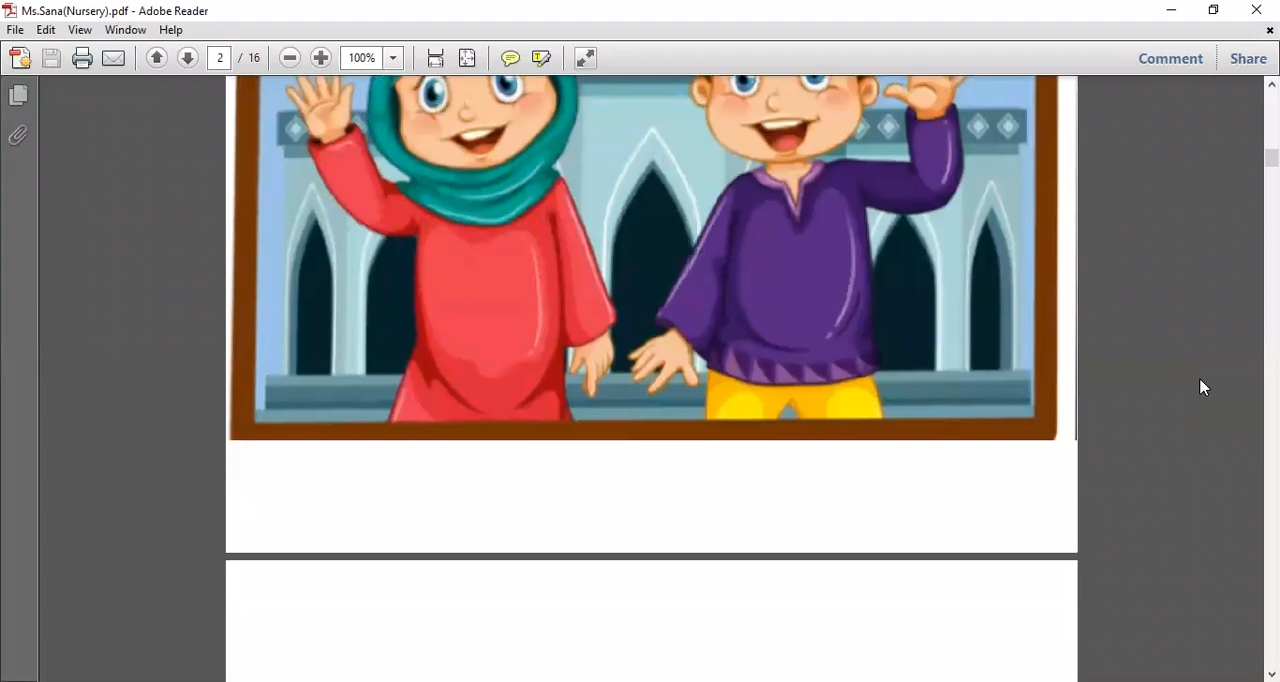 Ms.Sana(Nursery).pdf - Adobe Reader
File Edit View Window Help
2 / 16 100% Comment Share